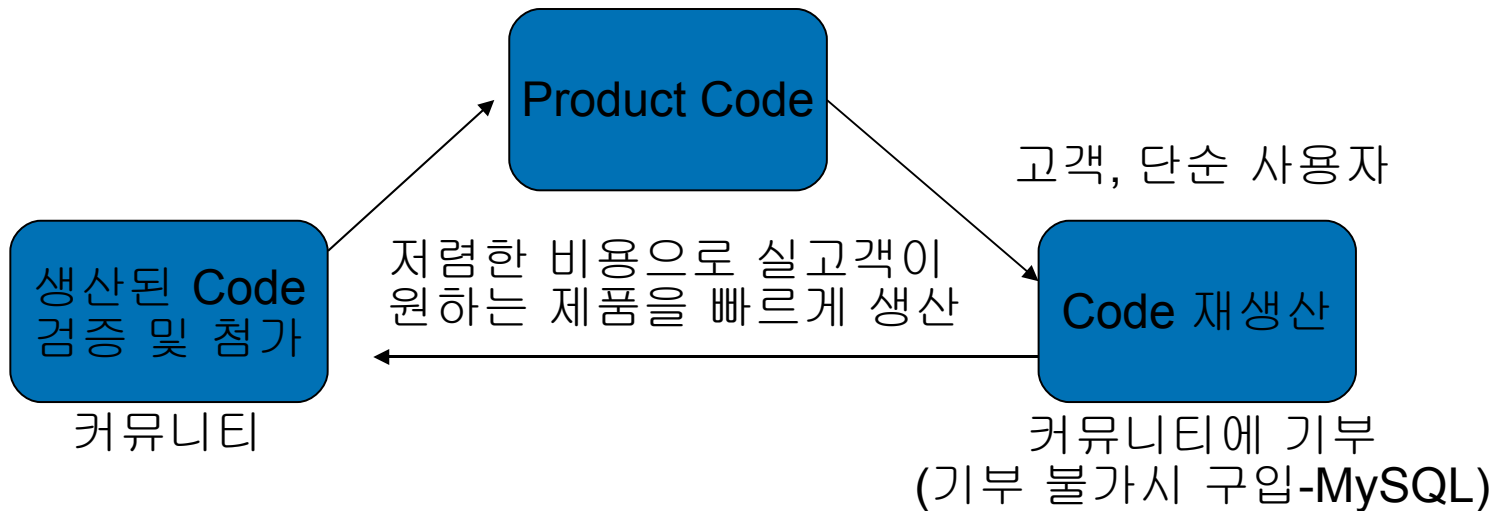 Product Code
고객, 단순 사용자
생산된 Code
검증 및 첨가
저렴한 비용으로 실고객이
원하는 제품을 빠르게 생산
Code 재생산
커뮤니티
커뮤니티에 기부
(기부 불가시 구입-MySQL)